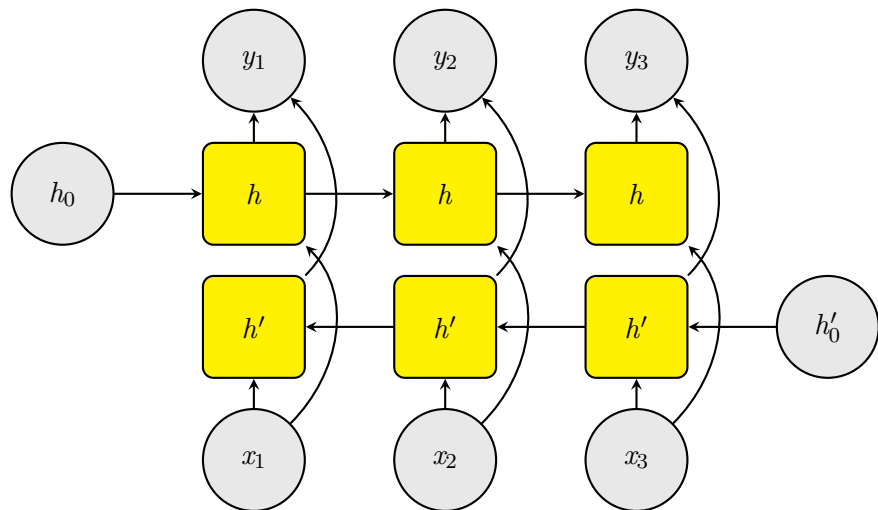 y₁ y₂ y₃
h₀ h h h
h′ h′ h′ h′₀
x₁ x₂ x₃